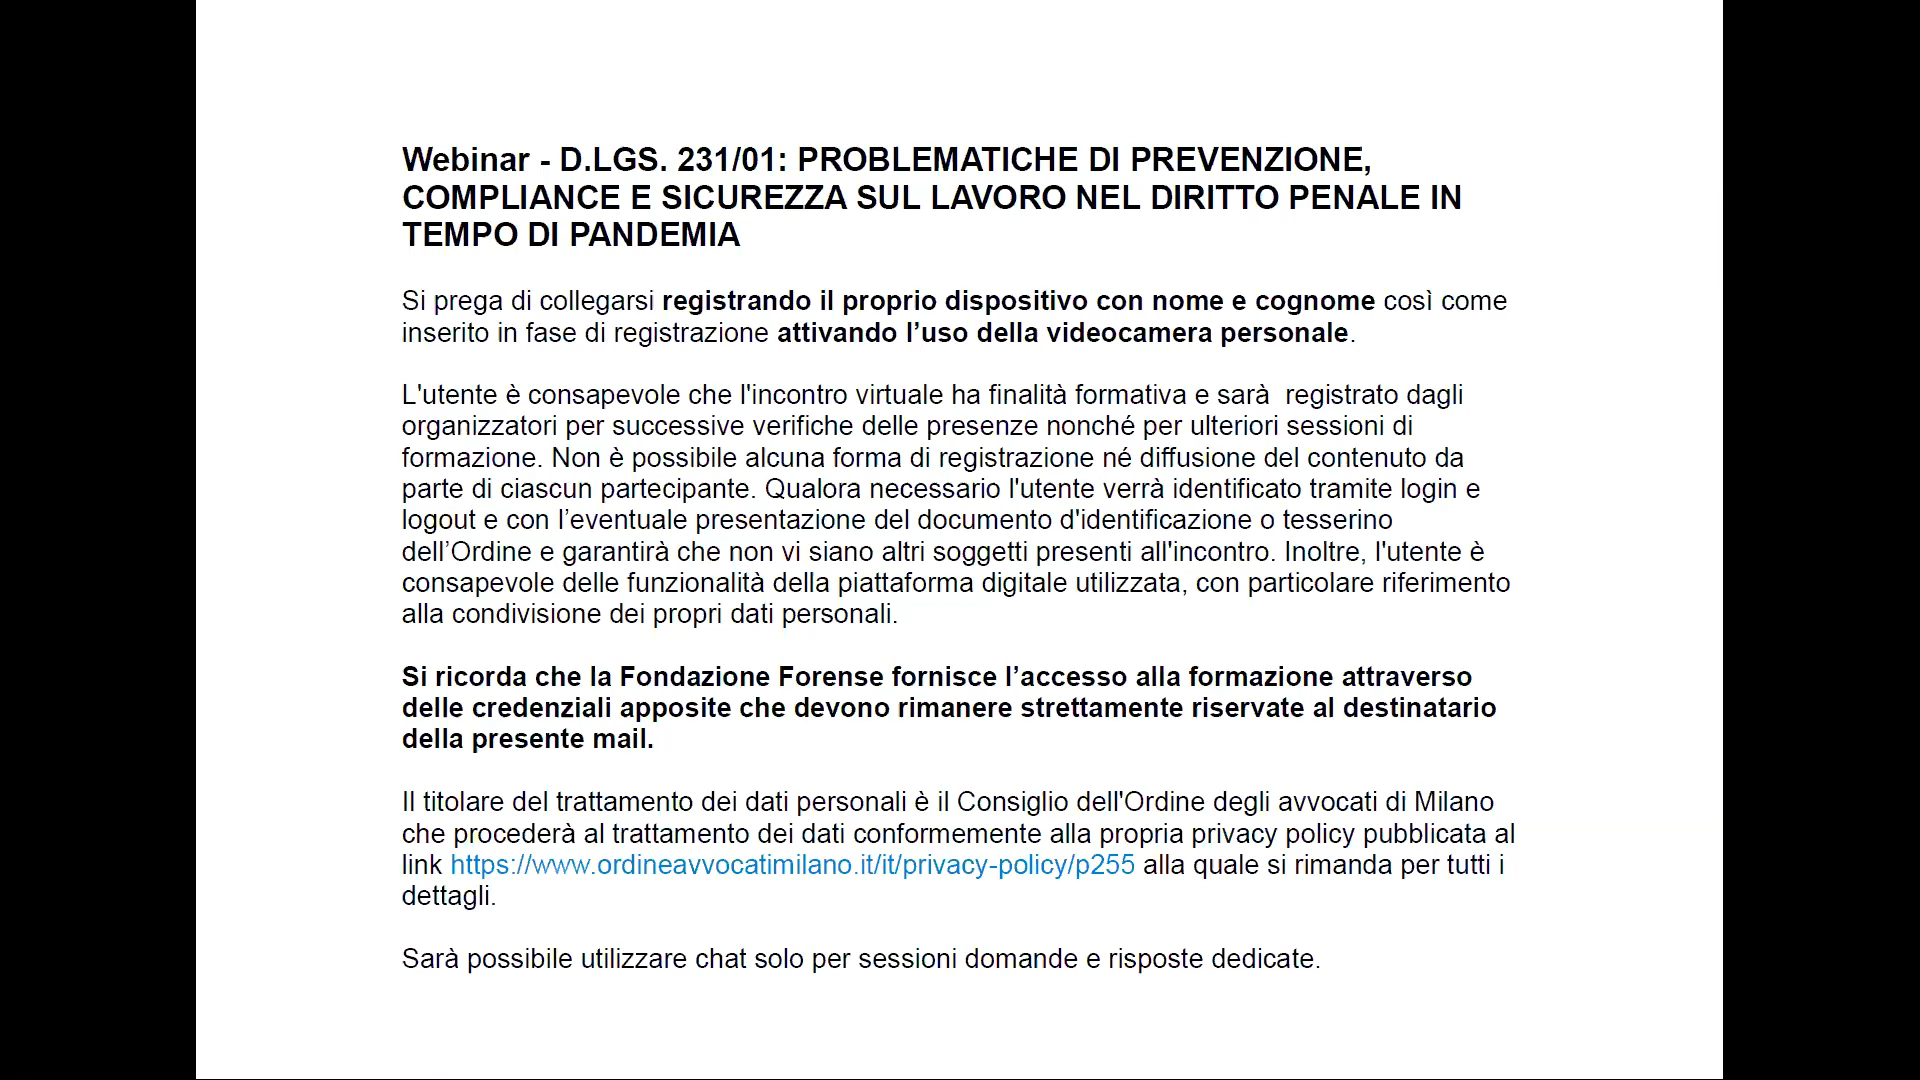 Webinar - D.LGS. 231/01: PROBLEMATICHE DI PREVENZIONE,
COMPLIANCE E SICUREZZA SUL LAVORO NEL DIRITTO PENALE IN
TEMPO DI PANDEMIA
Si prega di collegarsi registrando il proprio dispositivo con nome e cognome così come
inserito in fase di registrazione attivando l’uso della videocamera personale.
L'utente è consapevole che l'incontro virtuale ha finalità formativa e sarà  registrato dagli
organizzatori per successive verifiche delle presenze nonché per ulteriori sessioni di
formazione. Non è possibile alcuna forma di registrazione né diffusione del contenuto da
parte di ciascun partecipante. Qualora necessario l'utente verrà identificato tramite login e
logout e con l’eventuale presentazione del documento d'identificazione o tesserino
dell’Ordine e garantirà che non vi siano altri soggetti presenti all'incontro. Inoltre, l'utente è
consapevole delle funzionalità della piattaforma digitale utilizzata, con particolare riferimento
alla condivisione dei propri dati personali.
Si ricorda che la Fondazione Forense fornisce l’accesso alla formazione attraverso
delle credenziali apposite che devono rimanere strettamente riservate al destinatario
della presente mail.
Il titolare del trattamento dei dati personali è il Consiglio dell'Ordine degli avvocati di Milano
che procederà al trattamento dei dati conformemente alla propria privacy policy pubblicata al
link https://www.ordineavvocatimilano.it/it/privacy-policy/p255 alla quale si rimanda per tutti i
dettagli.
Sarà possibile utilizzare chat solo per sessioni domande e risposte dedicate.